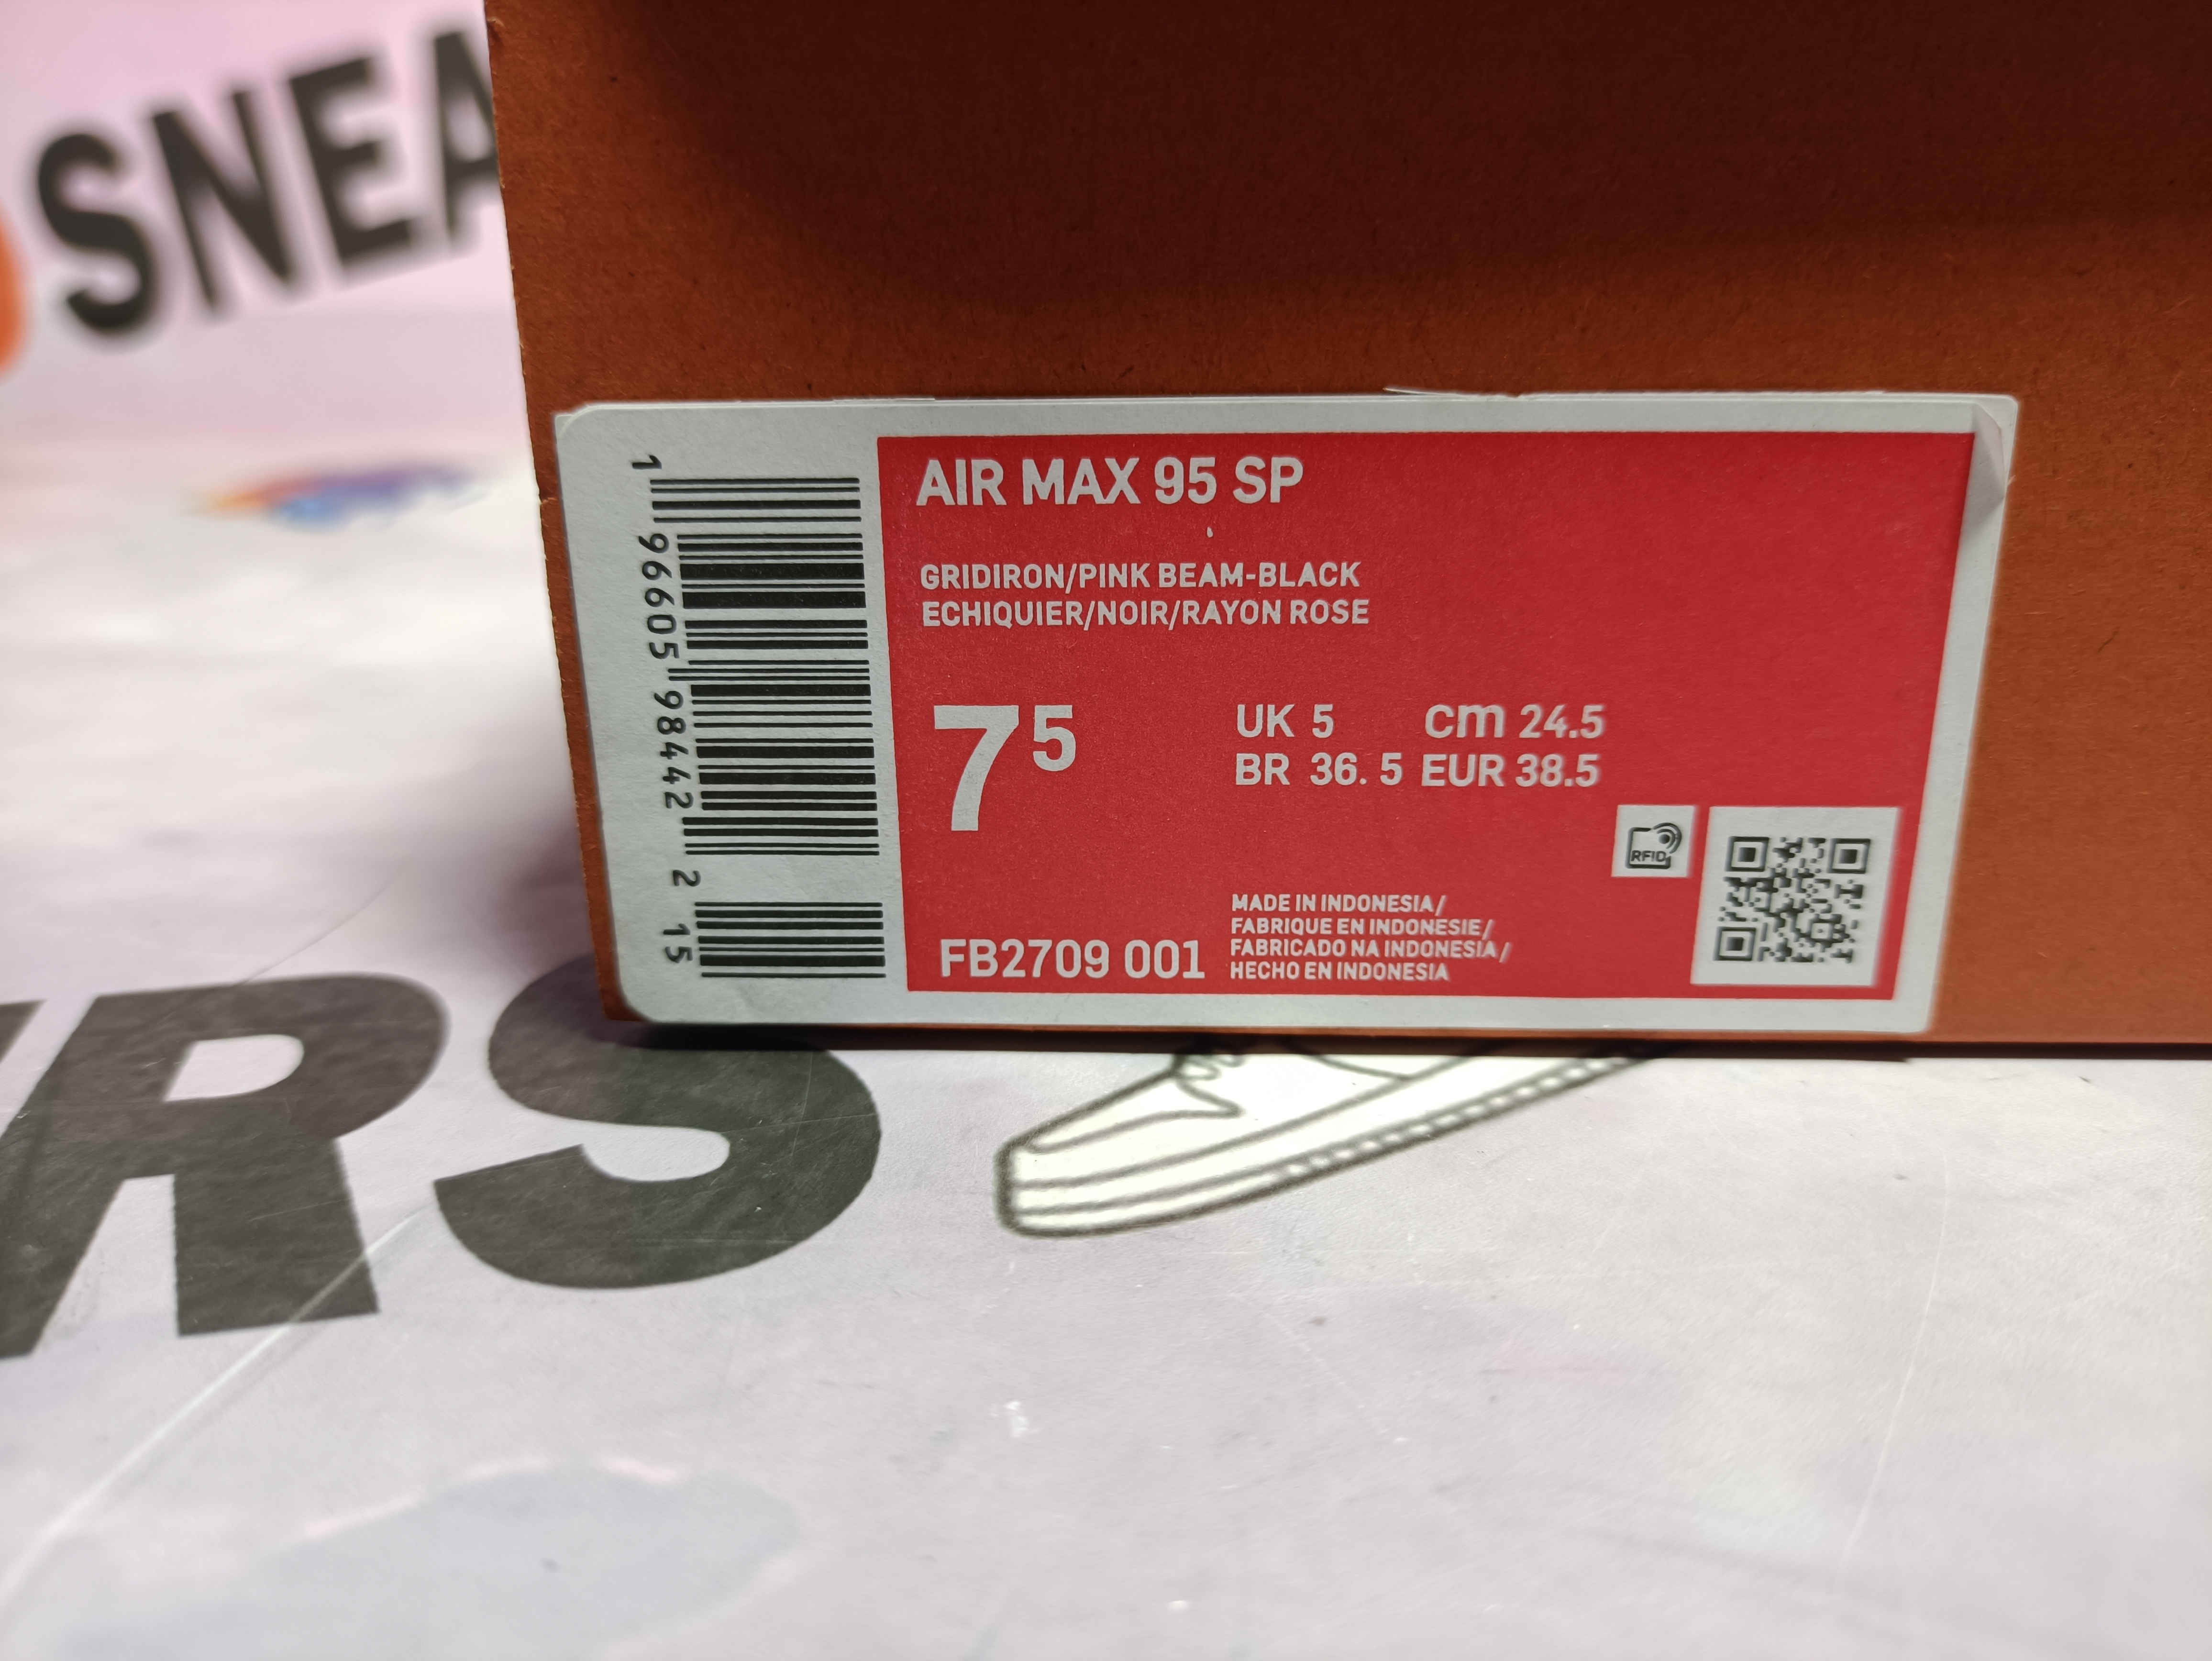 SNEA
AIR MAX 95 SP
GRIDIRON/PINK BEAM-BLACK
ECHIQUIER/NOIR/RAYON ROSE
7 5
UK 5 cm 24.5
BR 36. 5 EUR 38.5
RFID
MADE IN INDONESIA/
FABRIQUE EN INDONESIE/
FABRICADO NA INDONESIA/
HECHO EN INDONESIA
FB2709 001
1 96605 98442 2 15
RS